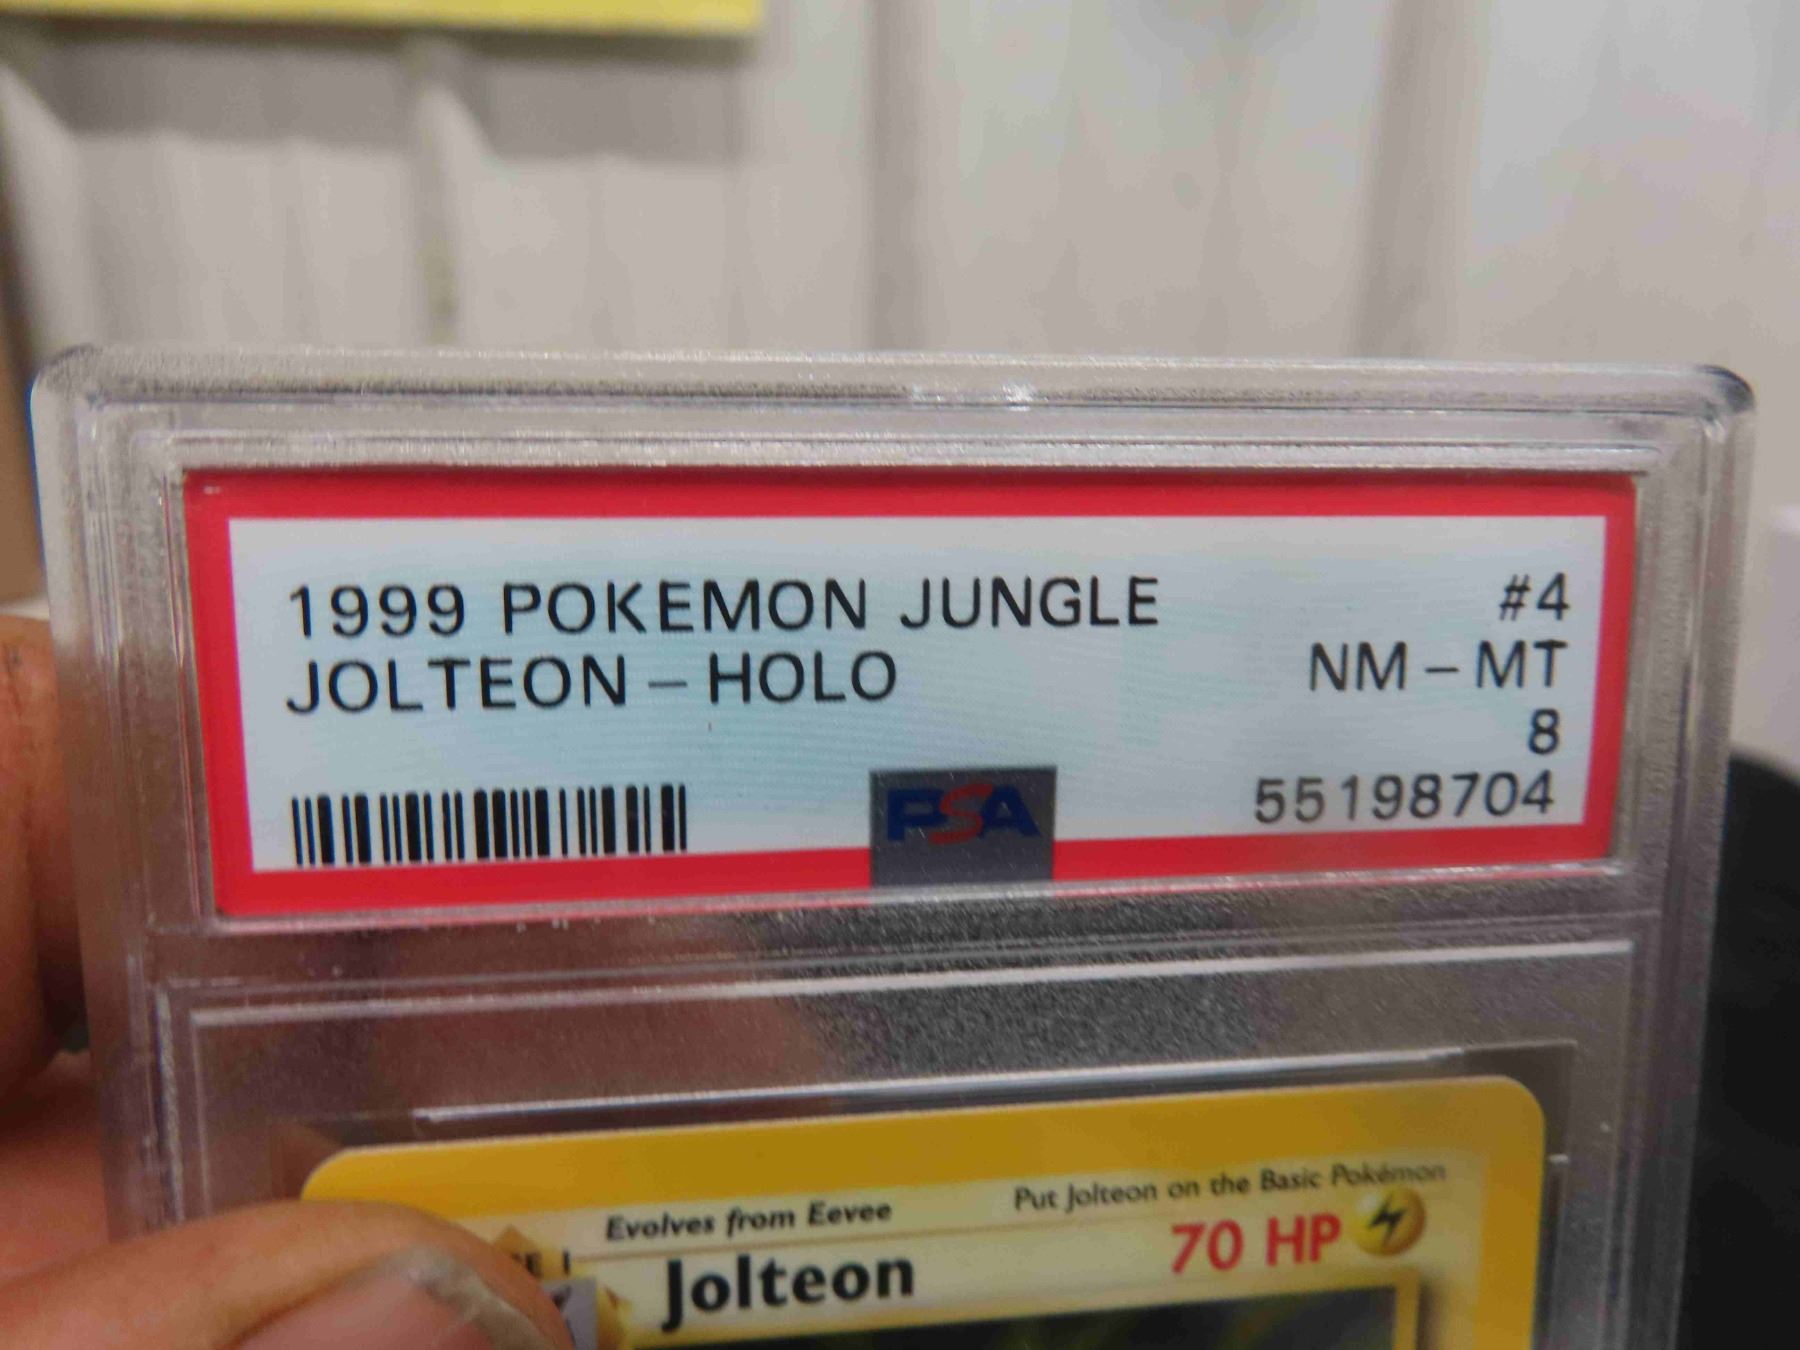 1999 POKEMON JUNGLE #4
JOLTEON – HOLO NM – MT
8
PSA 55198704
Evolves from Eevee Put Jolteon on the Basic Pokémon
Jolteon 70 HP